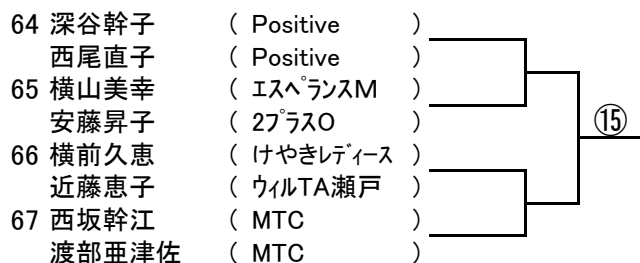 64 深谷幹子 ( Positive )
西尾直子 ( Positive )
65 横山美幸 ( エスペランスM )
安藤昇子 ( 2プラスO )
⑮
66 横前久恵 ( けやきレディース )
近藤恵子 ( ウィルTA瀬戸 )
67 西坂幹江 ( MTC )
渡部亜津佐 ( MTC )